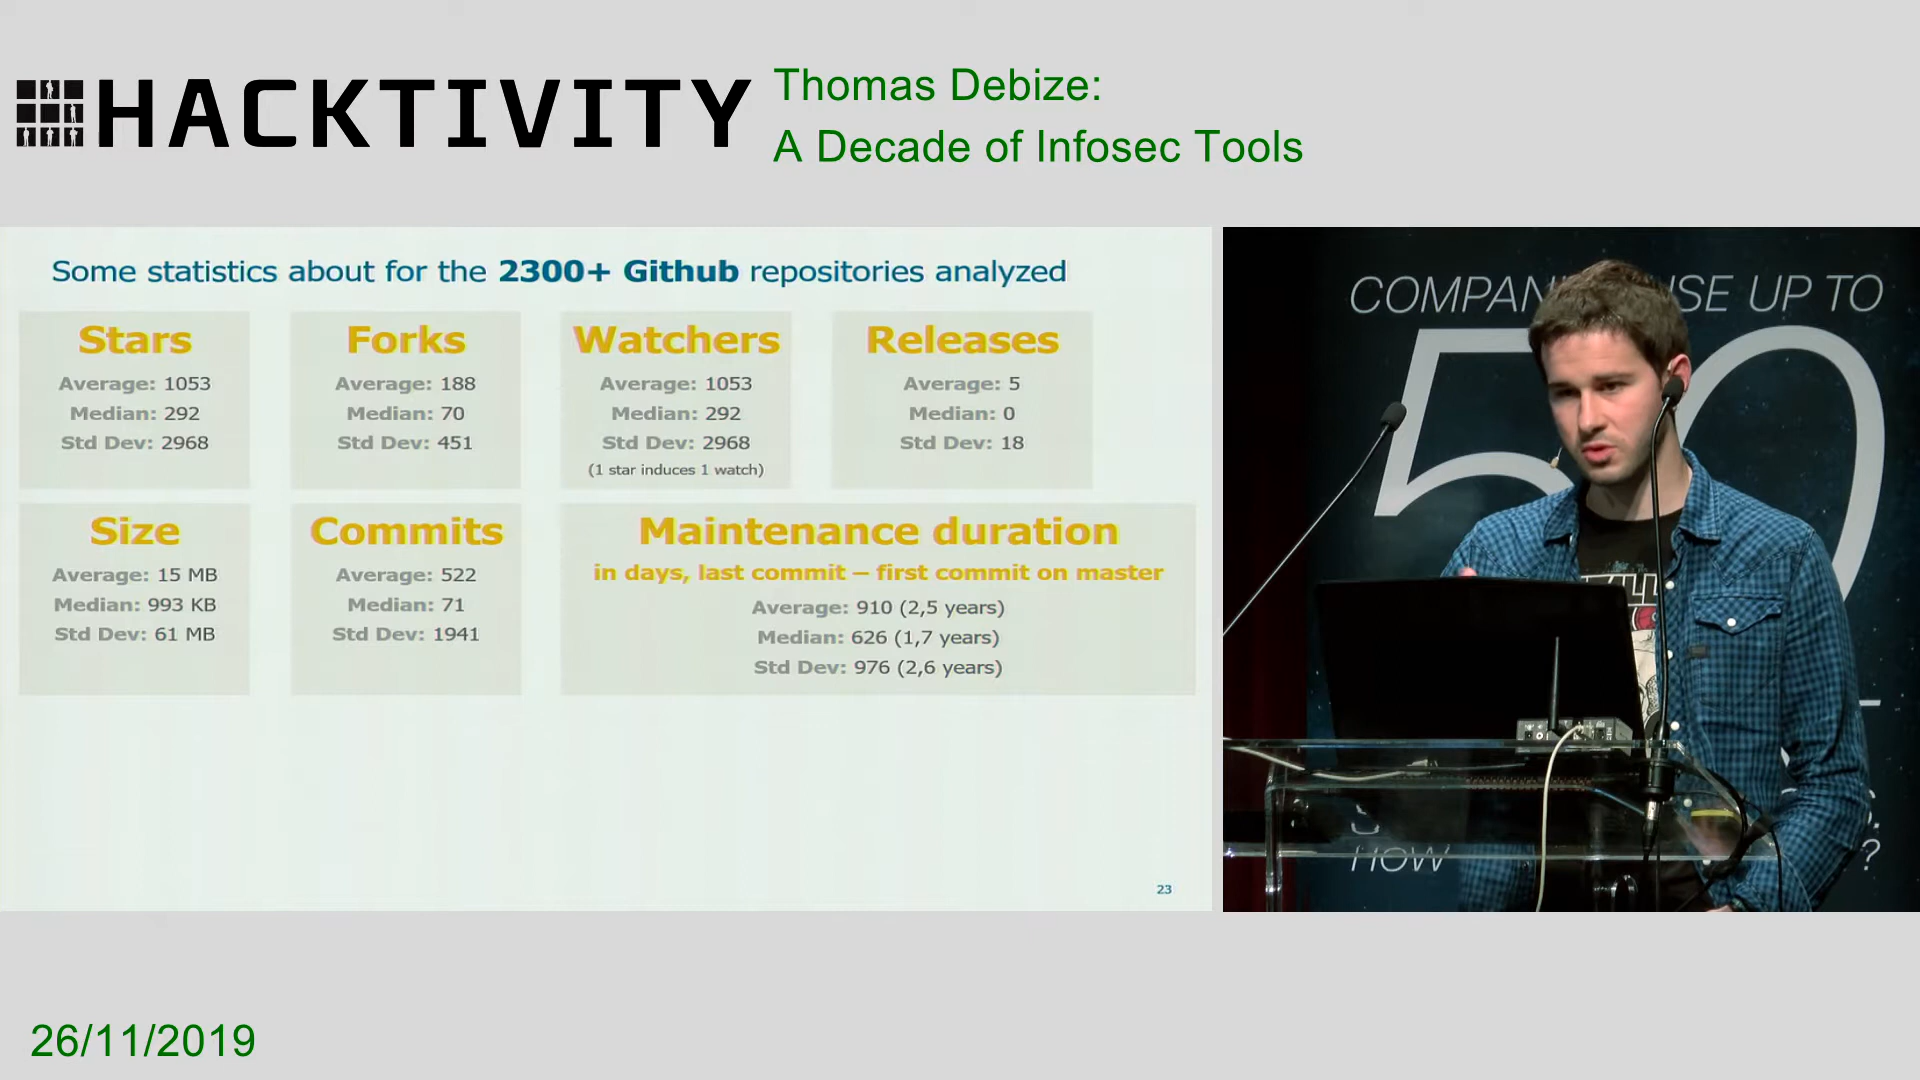 HACKTIVITY
Thomas Debize:
A Decade of Infosec Tools
Some statistics about for the 2300+ Github repositories analyzed
Stars
Average: 1053
Median: 292
Std Dev: 2968
Forks
Average: 188
Median: 70
Std Dev: 451
Watchers
Average: 1053
Median: 292
Std Dev: 2968
(1 star induces 1 watch)
Releases
Average: 5
Median: 0
Std Dev: 18
Size
Average: 15 MB
Median: 993 KB
Std Dev: 61 MB
Commits
Average: 522
Median: 71
Std Dev: 1941
Maintenance duration
in days, last commit – first commit on master
Average: 910 (2,5 years)
Median: 626 (1,7 years)
Std Dev: 976 (2,6 years)
23
UP TO
50
HOW
?
26/11/2019